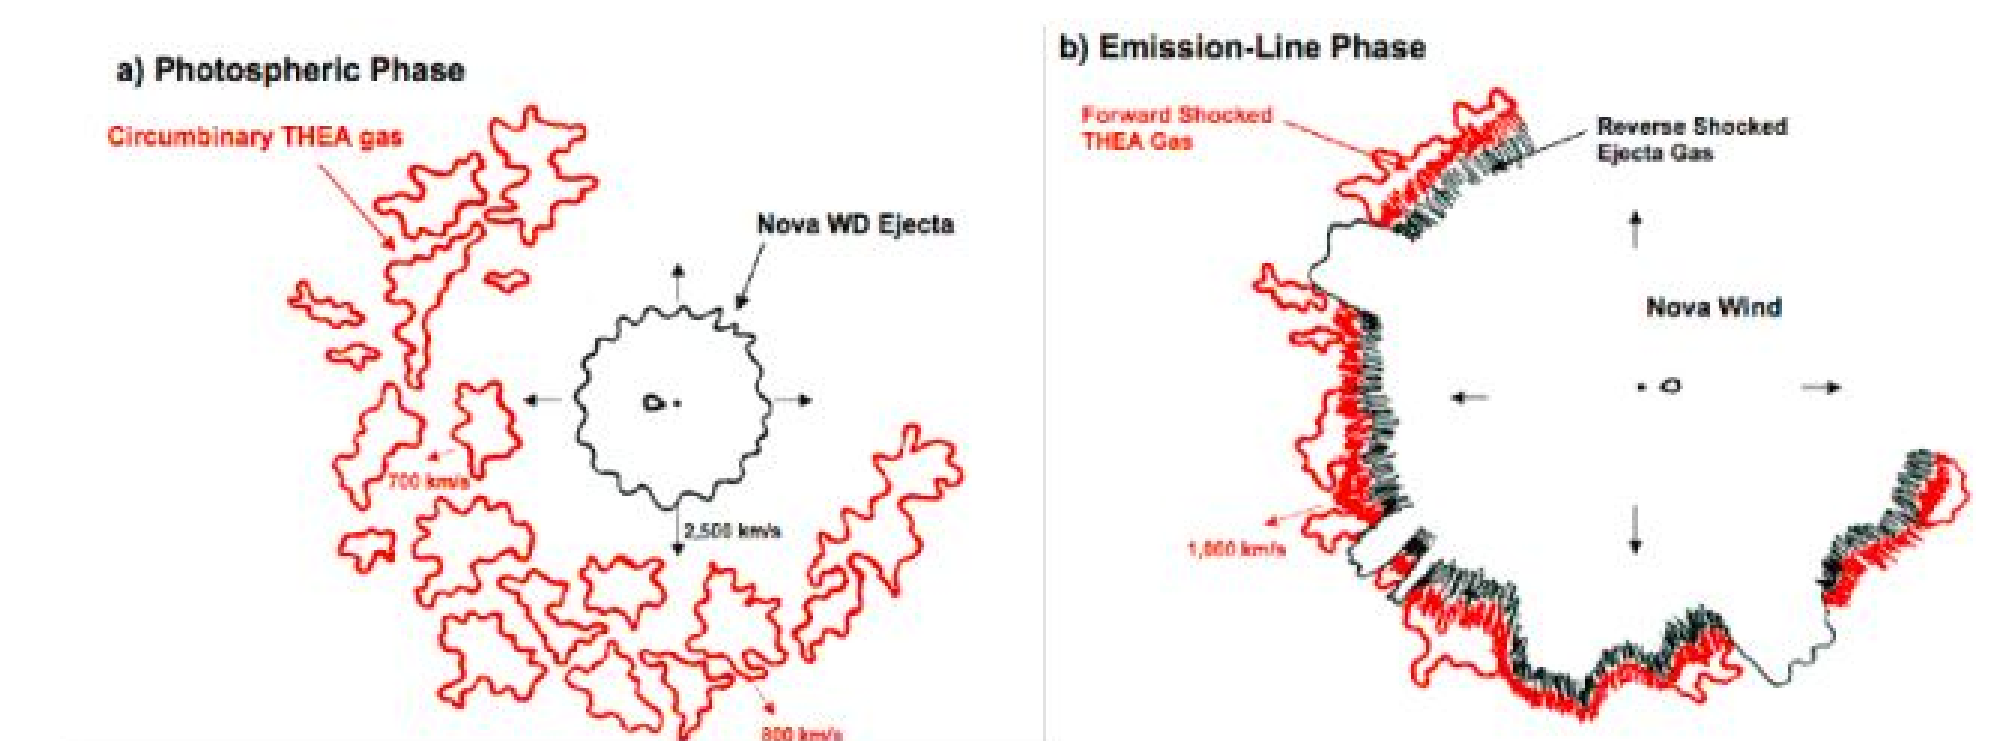 a) Photospheric Phase
Circumbinary THEA gas
Nova WD Ejecta
700 km/s
2,500 km/s
800 km/s
b) Emission-Line Phase
Forward Shocked
THEA Gas
Reverse Shocked
Ejecta Gas
Nova Wind
1,000 km/s